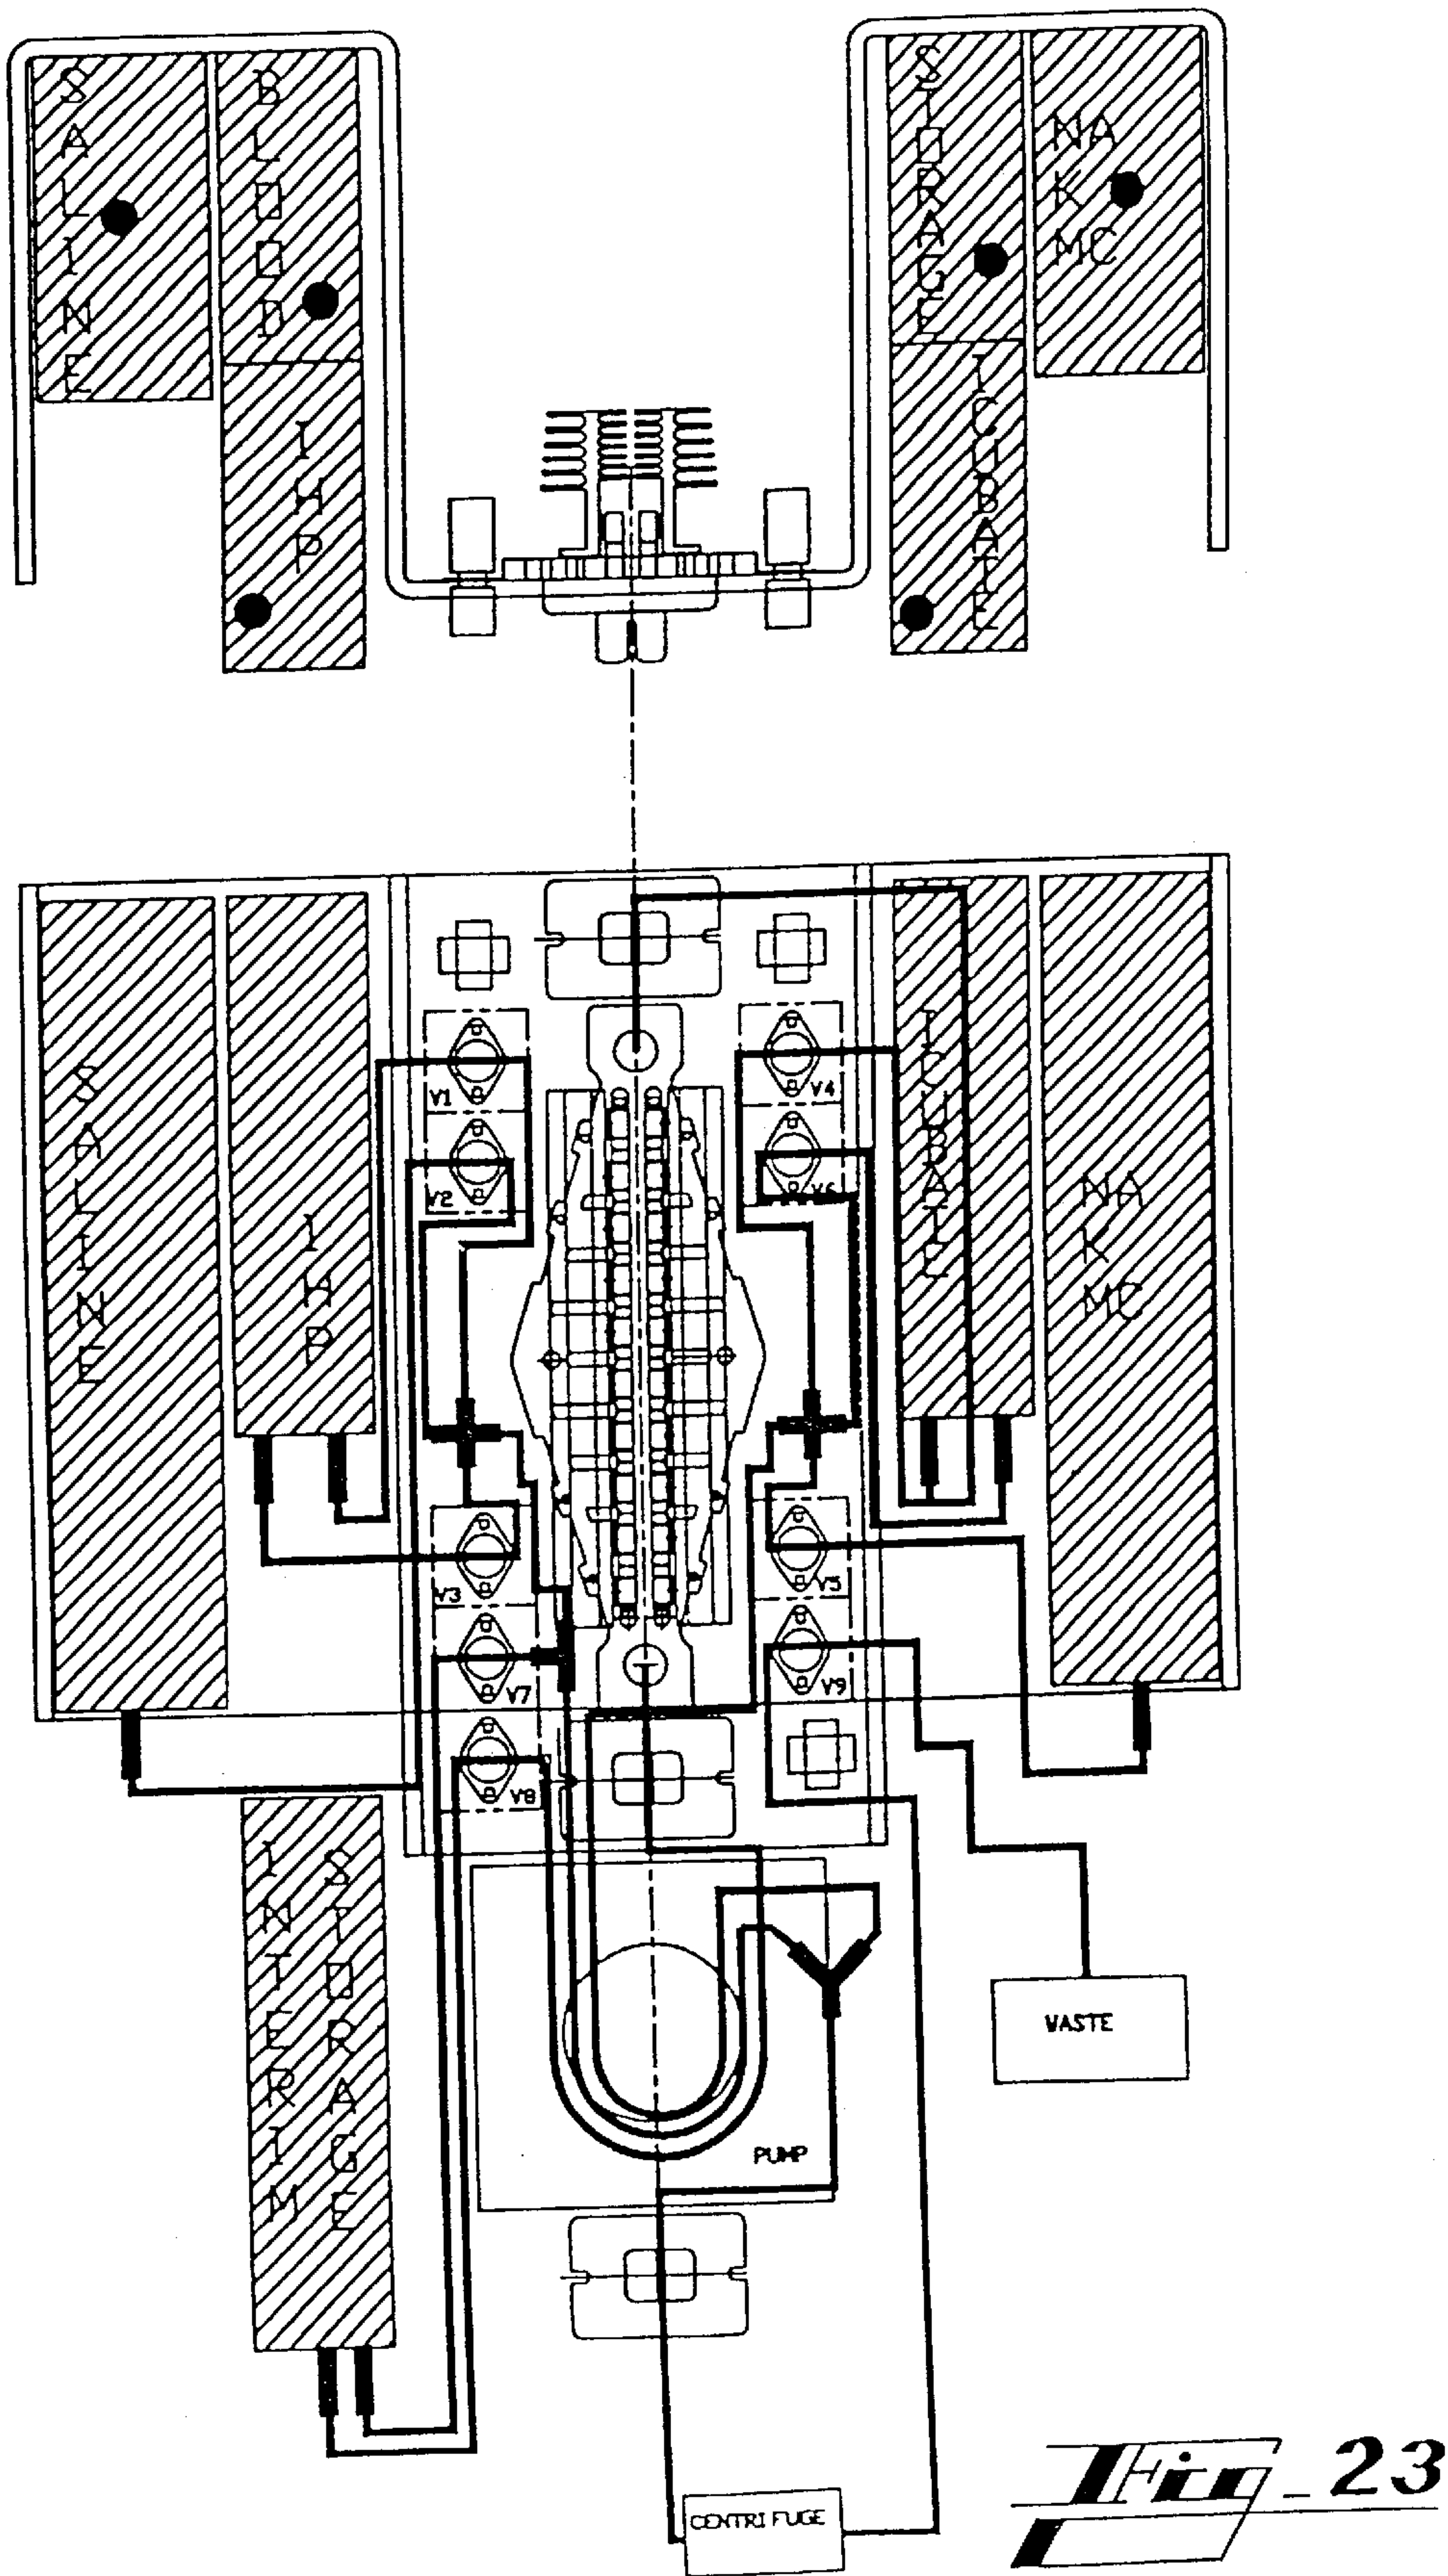 SALINE
BLOOD
IHP
STORAGE
ICUBATE
NA
K
MC
SALINE
IHP
ICUBATE
NA
K
MC
V1
V2
V4
V6
V3
V7
V8
V5
V9
INTERIM
STORAGE
PUMP
WASTE
CENTRIFUGE
Fig_23